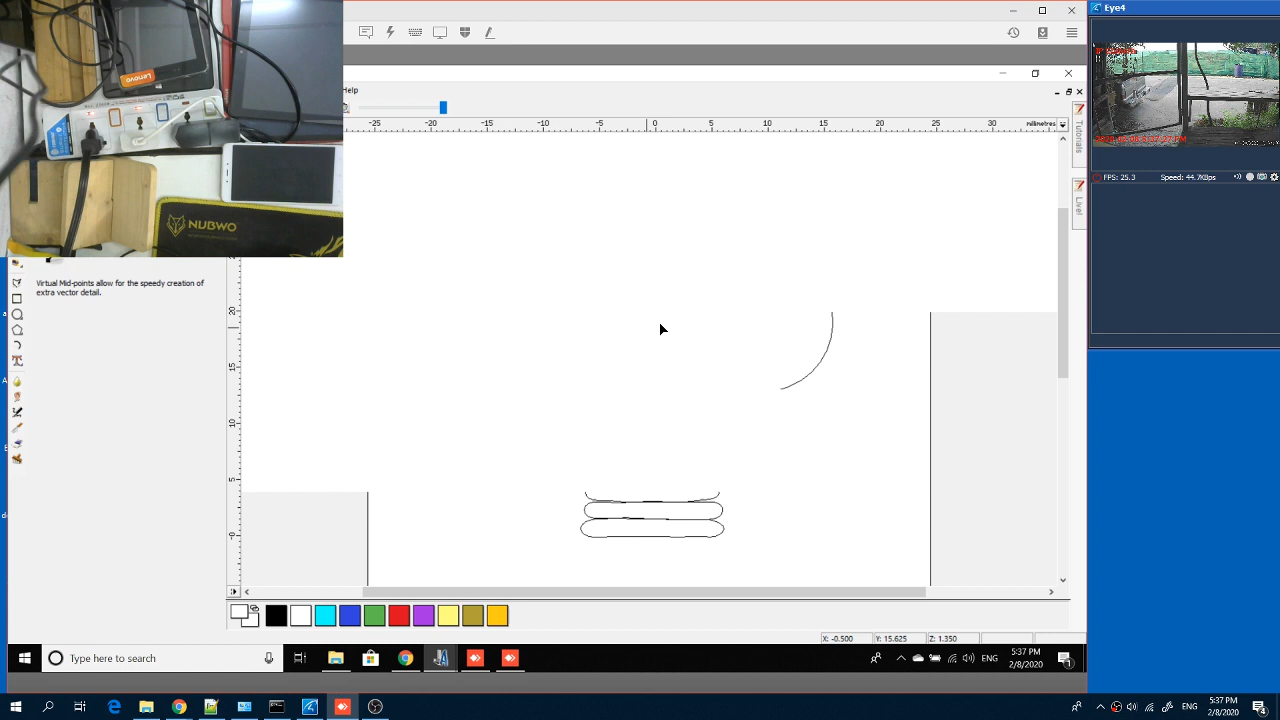 Eye4
Lenovo
NUBWO
Help
-25
-20
-15
-10
-5
0
5
10
15
20
25
30
millimetres
Tutorials
Live!
FPS: 25.3
Speed: 44.7KBps
Virtual Mid-points allow for the speedy creation of
extra vector detail.
20
15
10
5
-0
X: -0.500
Y: 15.625
Z: 1.350
Type here to search
ENG
5:37 PM
2/8/2020
1
ENG
5:37 PM
2/8/2020
4